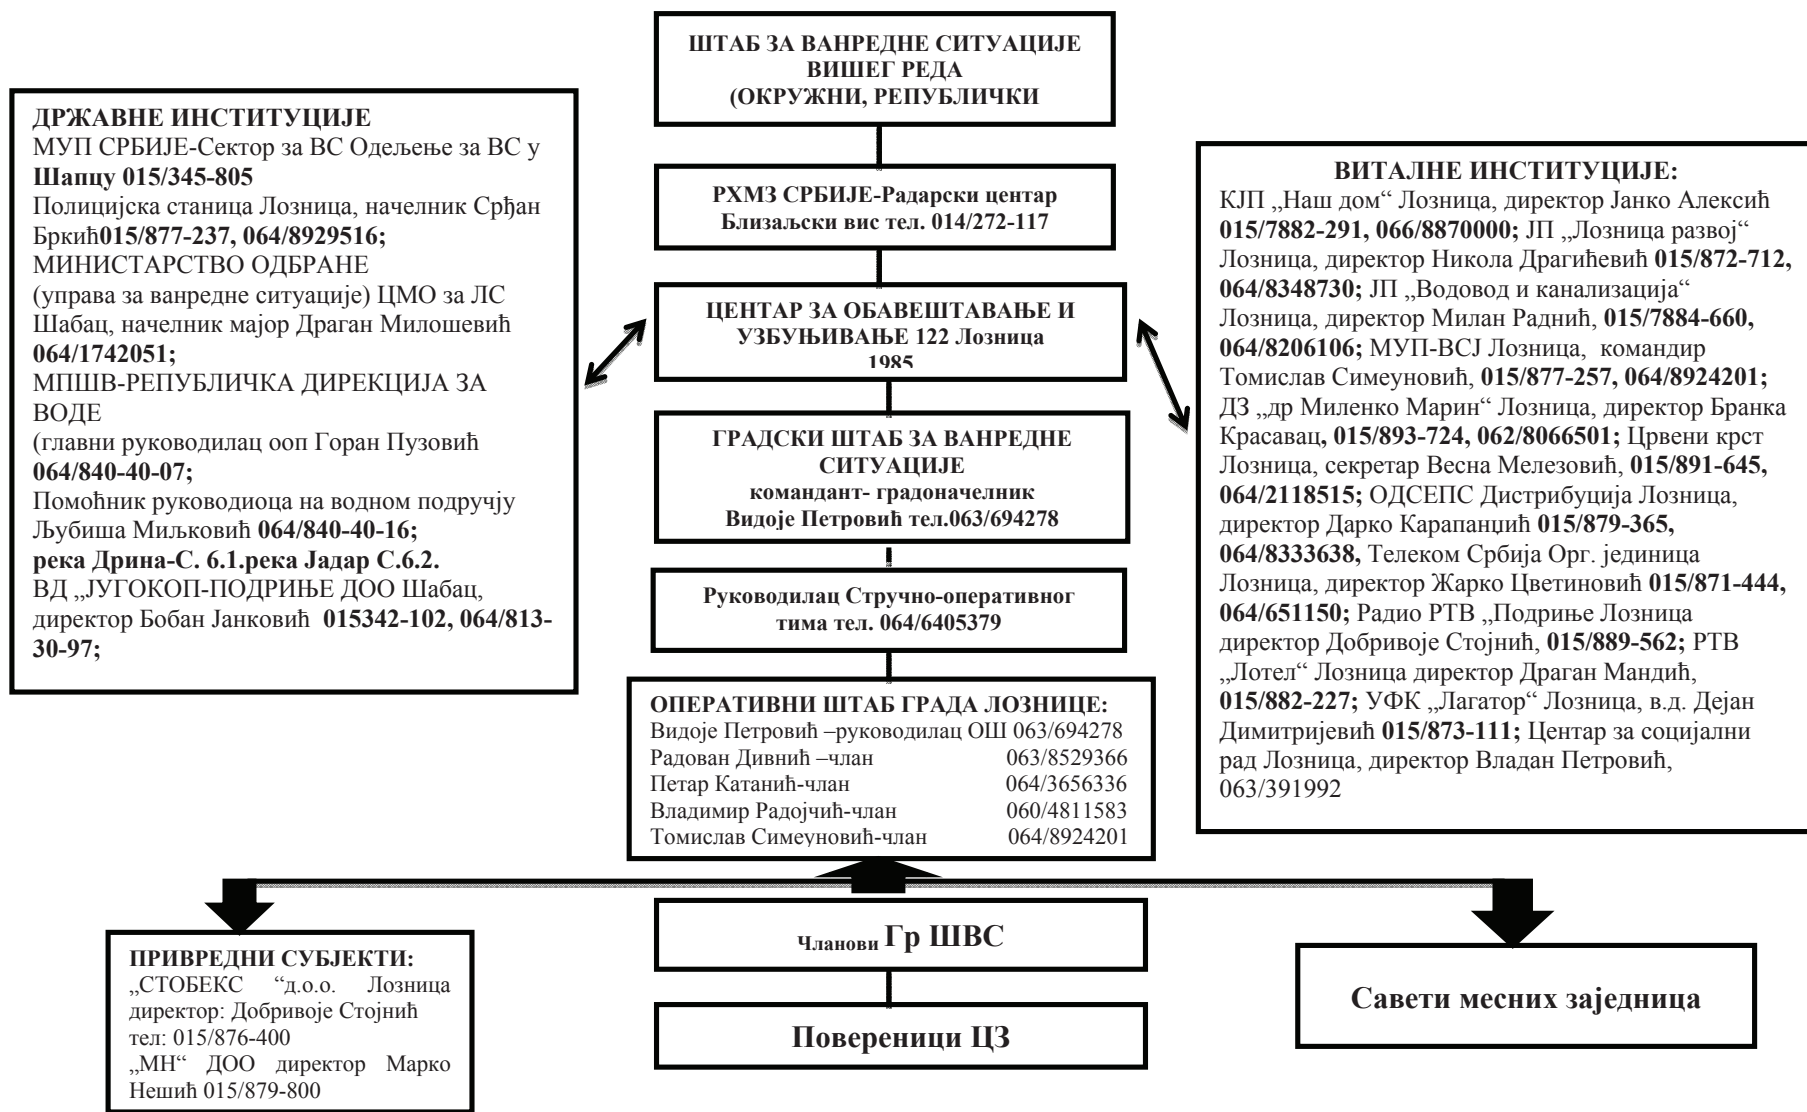 ШТАБ ЗА ВАНРЕДНЕ СИТУАЦИЈЕ
ВИШЕГ РЕДА
(ОКРУЖНИ, РЕПУБЛИЧКИ
ДРЖАВНЕ ИНСТИТУЦИЈЕ
МУП СРБИЈЕ-Сектор за ВС Одељење за ВС у
Шапцу 015/345-805
Полицијска станица Лозница, начелник Срђан
Бркић015/877-237, 064/8929516;
МИНИСТАРСТВО ОДБРАНЕ
(управа за ванредне ситуације) ЦМО за ЛС
Шабац, начелник мајор Драган Милошевић
064/1742051;
МПШВ-РЕПУБЛИЧКА ДИРЕКЦИЈА ЗА
ВОДЕ
(главни руководилац ооп Горан Пузовић
064/840-40-07;
Помоћник руководиоца на водном подручју
Љубиша Миљковић 064/840-40-16;
река Дрина-С. 6.1.река Јадар С.6.2.
ВД „ЈУГОКОП-ПОДРИЊЕ ДОО Шабац,
директор Бобан Јанковић 015342-102, 064/813-
30-97;
РХМЗ СРБИЈЕ-Радарски центар
Близаљски вис тел. 014/272-117
ЦЕНТАР ЗА ОБАВЕШТАВАЊЕ И
УЗБУЊИВАЊЕ 122 Лозница
1985
ГРАДСКИ ШТАБ ЗА ВАНРЕДНЕ
СИТУАЦИЈЕ
командант- градоначелник
Видоје Петровић тел.063/694278
Руководилац Стручно-оперативног
тима тел. 064/6405379
ОПЕРАТИВНИ ШТАБ ГРАДА ЛОЗНИЦЕ:
Видоје Петровић –руководилац ОШ 063/694278
Радован Дивнић –члан 063/8529366
Петар Катанић-члан 064/3656336
Владимир Радојчић-члан 060/4811583
Томислав Симеуновић-члан 064/8924201
ВИТАЛНЕ ИНСТИТУЦИЈЕ:
КЈП „Наш дом“ Лозница, директор Јанко Алексић
015/7882-291, 066/8870000; ЈП „Лозница развој“
Лозница, директор Никола Драгићевић 015/872-712,
064/8348730; ЈП „Водовод и канализација“
Лозница, директор Милан Раднић, 015/7884-660,
064/8206106; МУП-ВСЈ Лозница, командир
Томислав Симеуновић, 015/877-257, 064/8924201;
ДЗ „др Миленко Марин“ Лозница, директор Бранка
Красавац, 015/893-724, 062/8066501; Црвени крст
Лозница, секретар Весна Мелезовић, 015/891-645,
064/2118515; ОДСЕПС Дистрибуција Лозница,
директор Дарко Карапанџић 015/879-365,
064/8333638, Телеком Србија Орг. јединица
Лозница, директор Жарко Цветиновић 015/871-444,
064/651150; Радио РТВ „Подриње Лозница
директор Добривоје Стојнић, 015/889-562; РТВ
„Лотел“ Лозница директор Драган Мандић,
015/882-227; УФК „Лагатор“ Лозница, в.д. Дејан
Димитријевић 015/873-111; Центар за социјални
рад Лозница, директор Владан Петровић,
063/391992
ПРИВРЕДНИ СУБЈЕКТИ:
„СТОБЕКС “д.о.о. Лозница
директор: Добривоје Стојнић
тел: 015/876-400
„МН“ ДОО директор Марко
Нешић 015/879-800
Чланови Гр ШВС
Повереници ЦЗ
Савети месних заједница